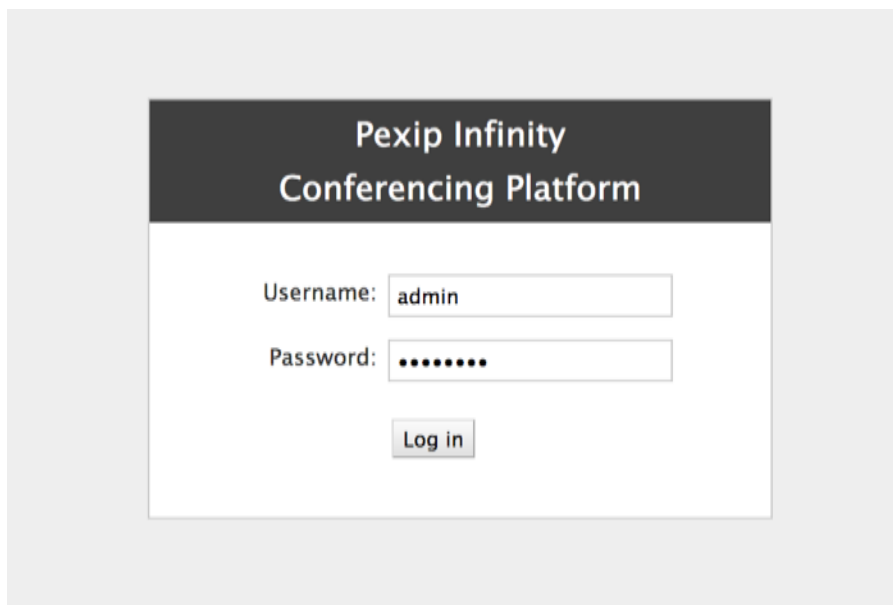 Pexip Infinity
Conferencing Platform
Username: admin
Password: ••••••••
Log in